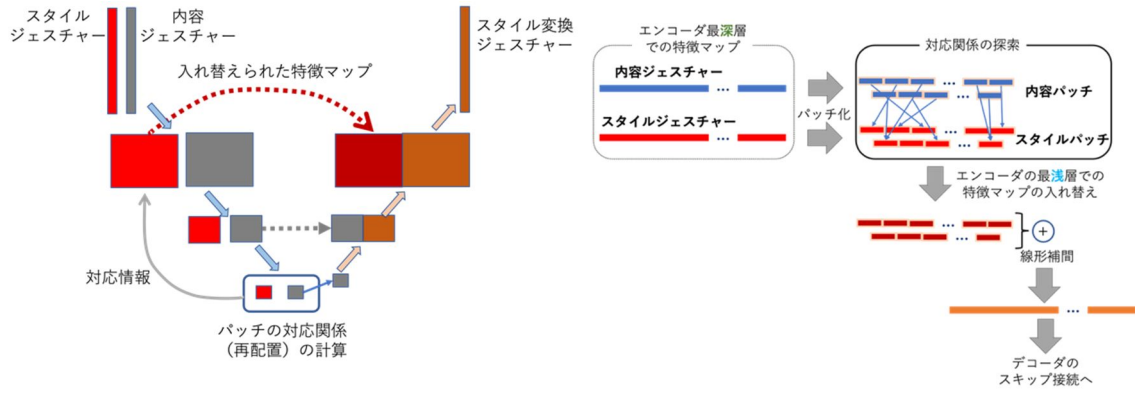 スタイル
ジェスチャー
内容
ジェスチャー
スタイル変換
ジェスチャー
入れ替えられた特徴マップ
対応情報
パッチの対応関係
（再配置）の計算
エンコーダ最深層
での特徴マップ
内容ジェスチャー
...
スタイルジェスチャー
...
パッチ化
対応関係の探索
...
内容パッチ
...
...
スタイルパッチ
...
エンコーダの最浅層での
特徴マップの入れ替え
...
...
+
線形補間
...
デコーダの
スキップ接続へ